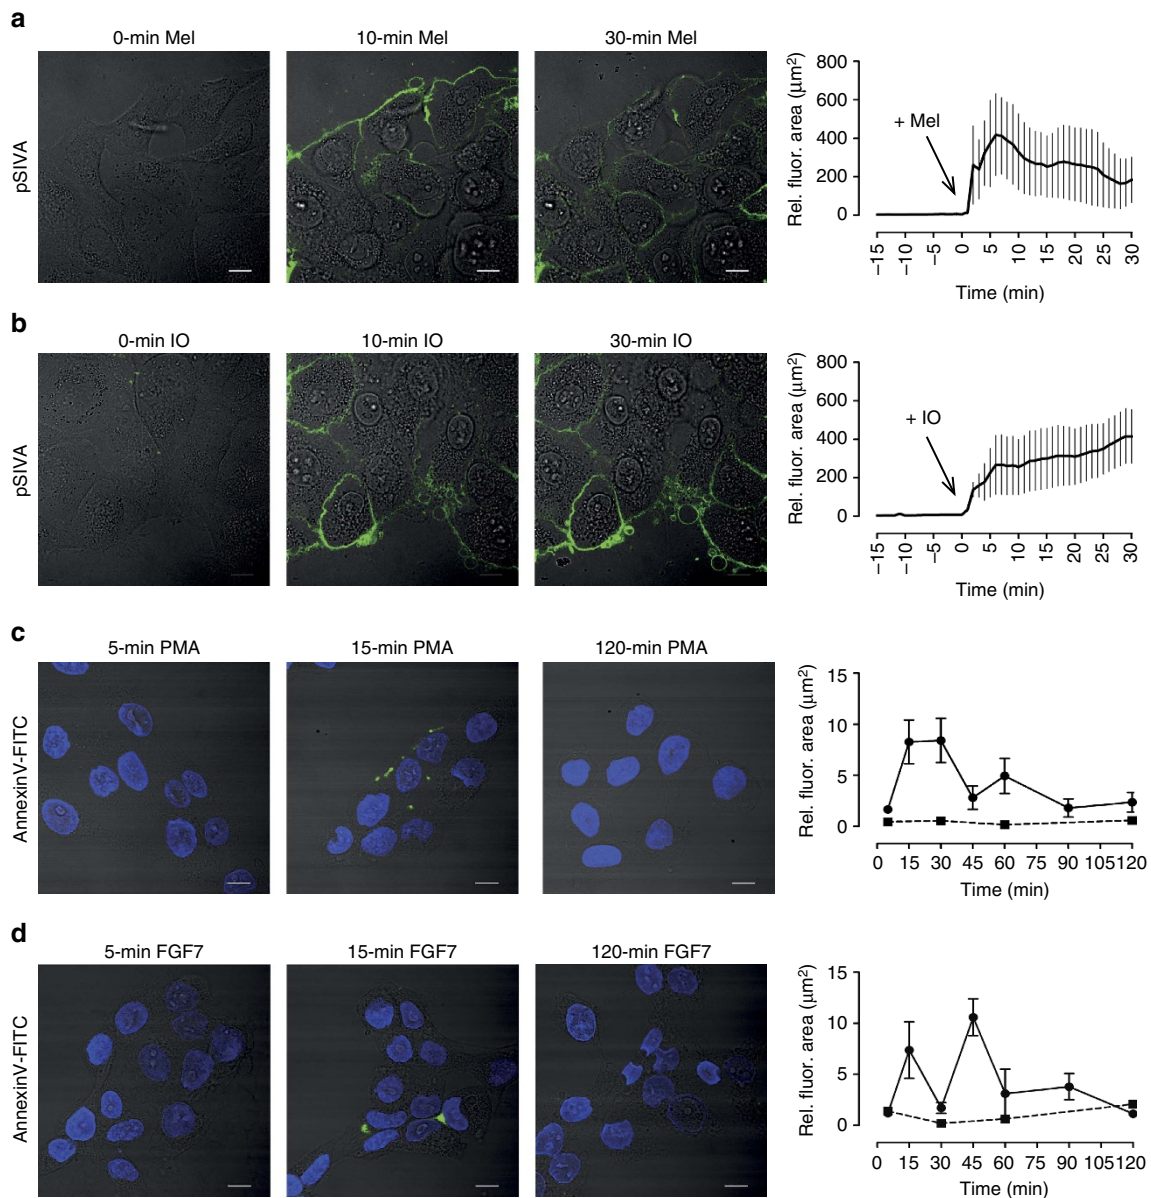 a
0-min Mel
10-min Mel
30-min Mel
pSIVA
Rel. fluor. area (μm²)
800
600
400
200
0
+ Mel
–15 –10 –5 0 5 10 15 20 25 30
Time (min)
b
0-min IO
10-min IO
30-min IO
pSIVA
Rel. fluor. area (μm²)
800
600
400
200
0
+ IO
–15 –10 –5 0 5 10 15 20 25 30
Time (min)
c
5-min PMA
15-min PMA
120-min PMA
AnnexinV-FITC
Rel. fluor. area (μm²)
15
10
5
0
0 15 30 45 60 75 90 105 120
Time (min)
d
5-min FGF7
15-min FGF7
120-min FGF7
AnnexinV-FITC
Rel. fluor. area (μm²)
15
10
5
0
0 15 30 45 60 75 90 105 120
Time (min)